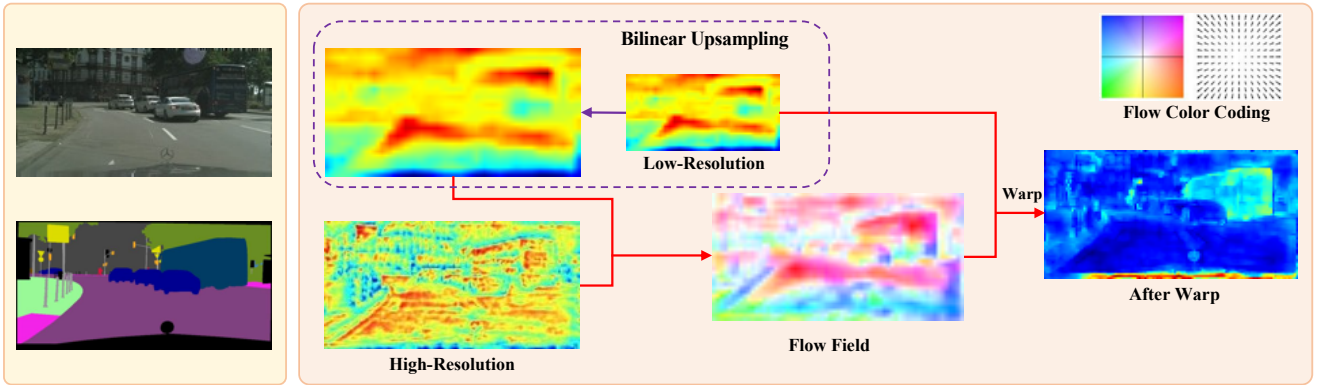 Bilinear Upsampling
Low-Resolution
High-Resolution
Flow Field
Warp
Flow Color Coding
After Warp